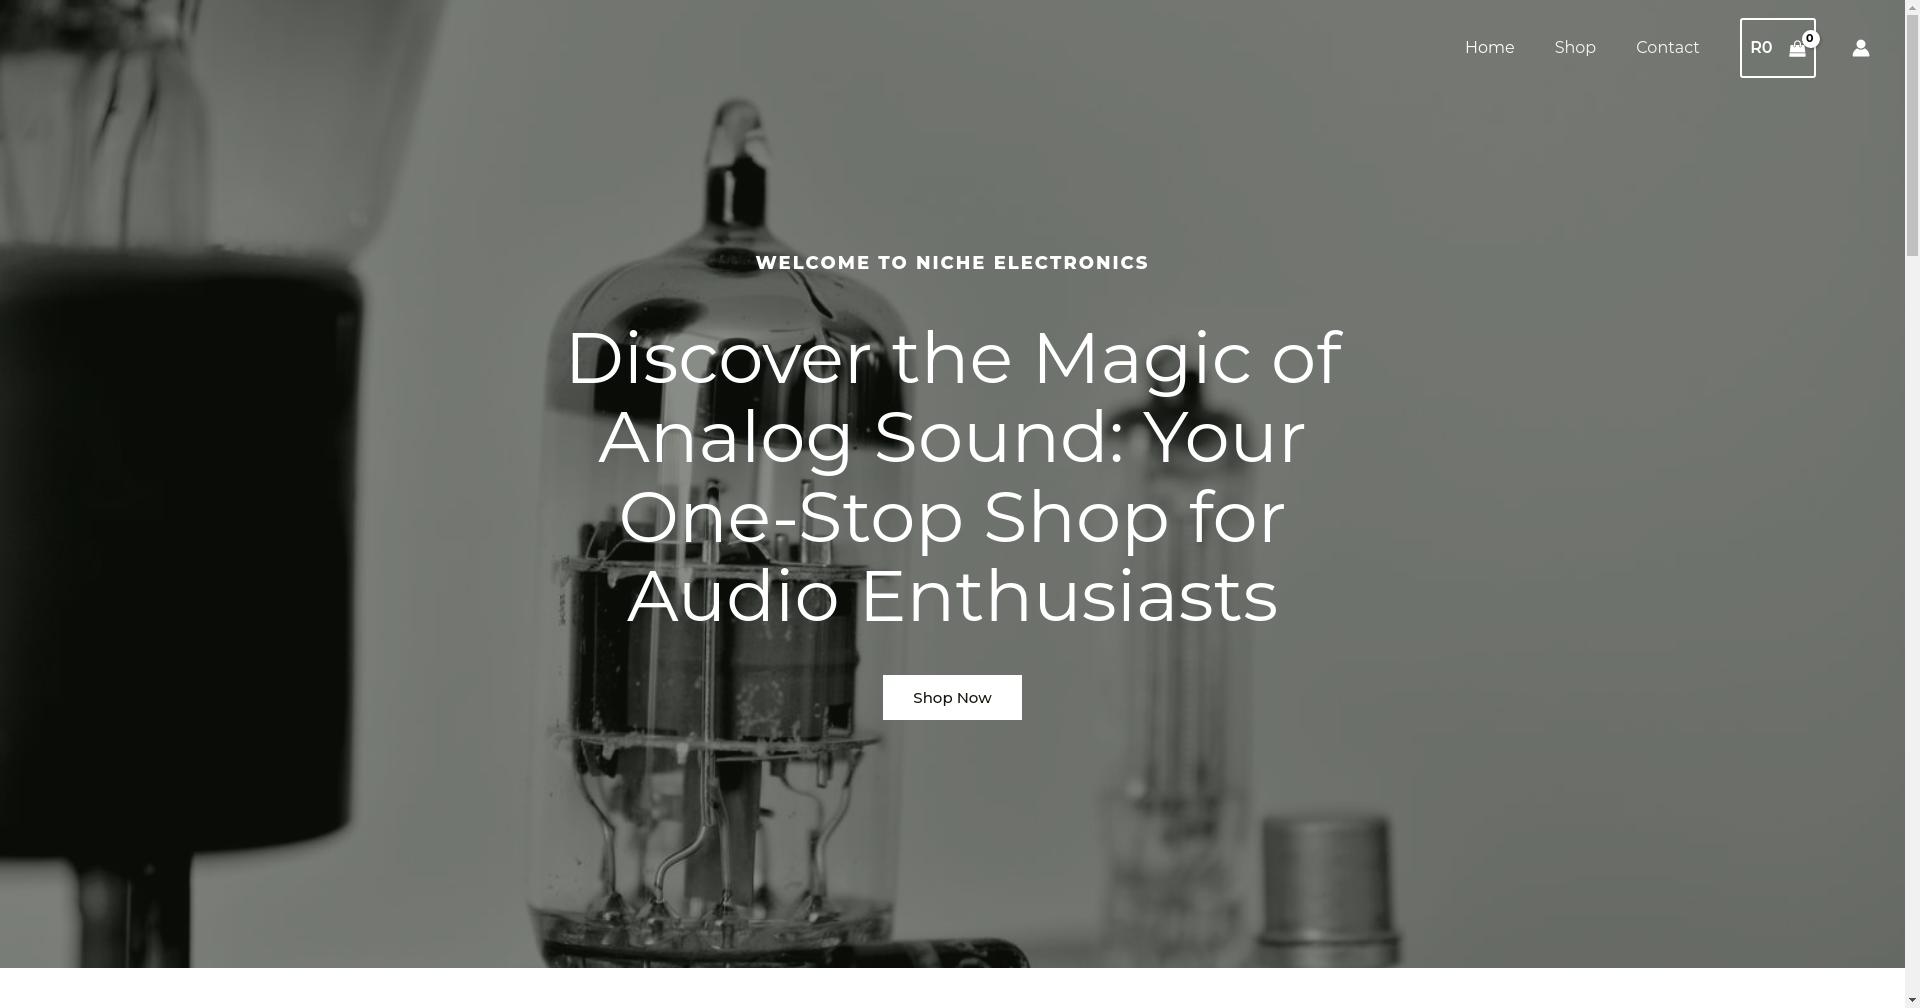 Home Shop Contact R0 0
WELCOME TO NICHE ELECTRONICS
Discover the Magic of
Analog Sound: Your
One-Stop Shop for
Audio Enthusiasts
Shop Now